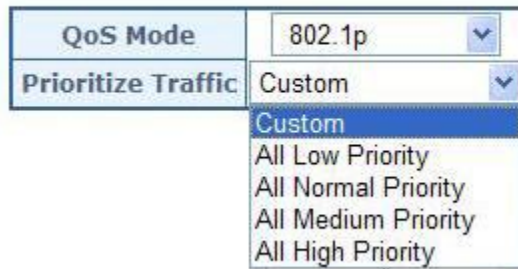 QoS Mode 802.1p
Prioritize Traffic Custom
Custom
All Low Priority
All Normal Priority
All Medium Priority
All High Priority